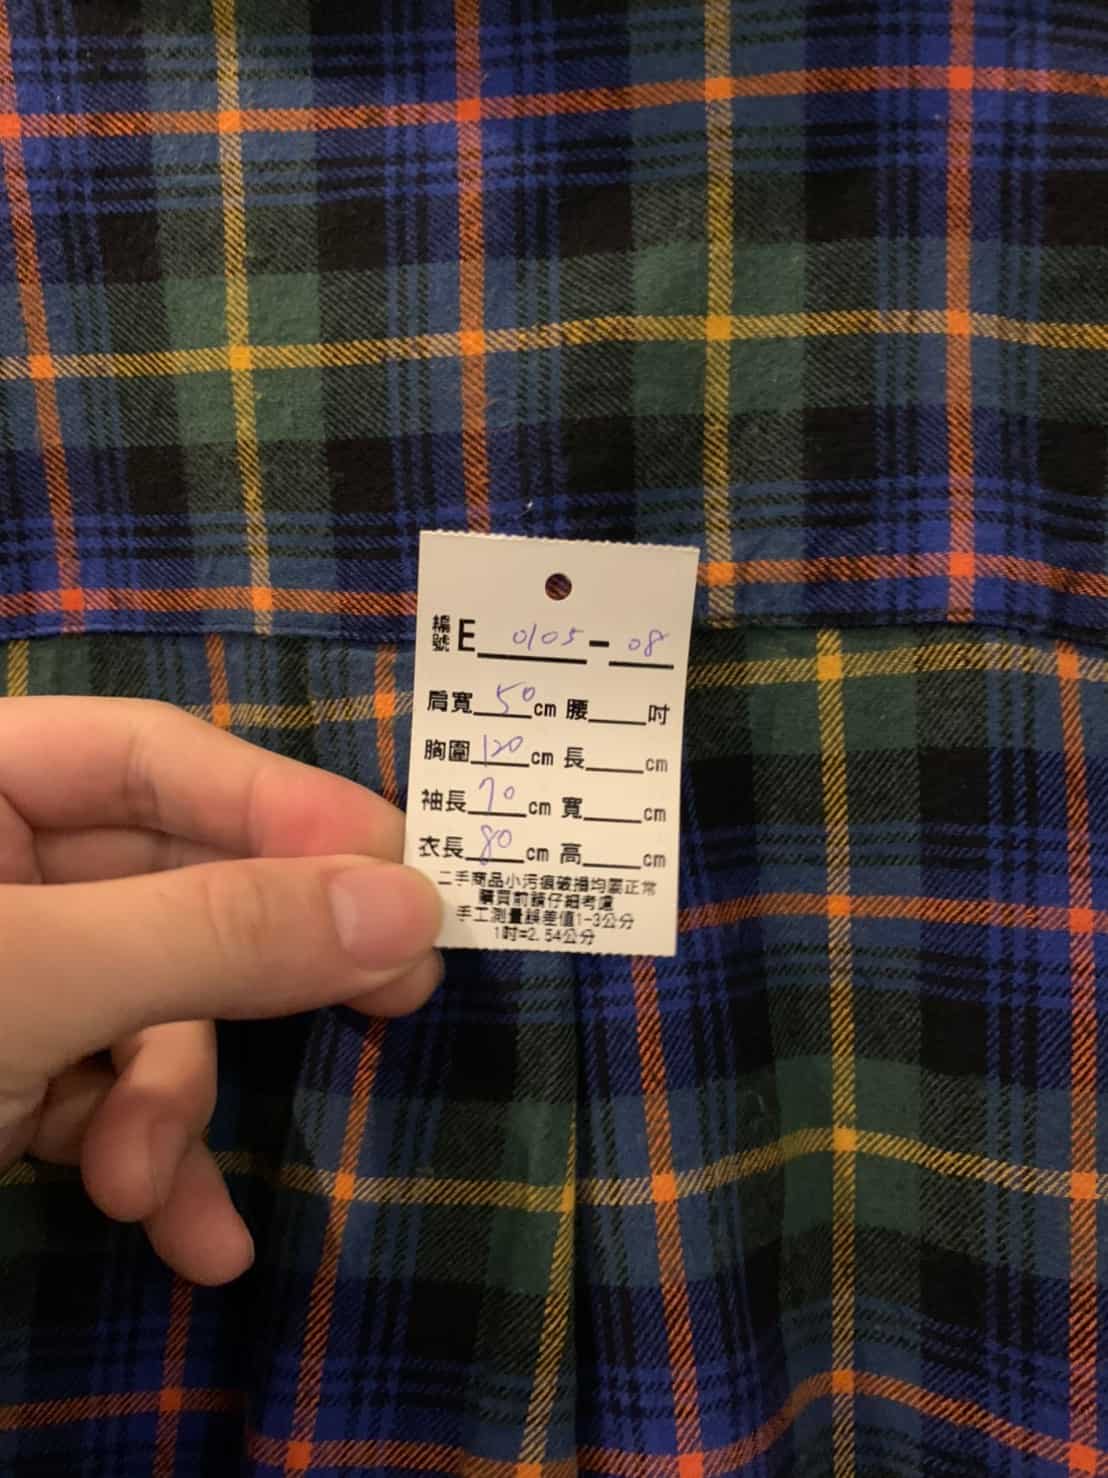 編號E 0105-08
肩寬 50 cm 腰 吋
胸圍 120 cm 長 cm
袖長 70 cm 寬 cm
衣長 80 cm 高 cm
二手商品小污痕破損均屬正常
購買前請仔細考慮
手工測量誤差值1-3公分
1吋=2.54公分